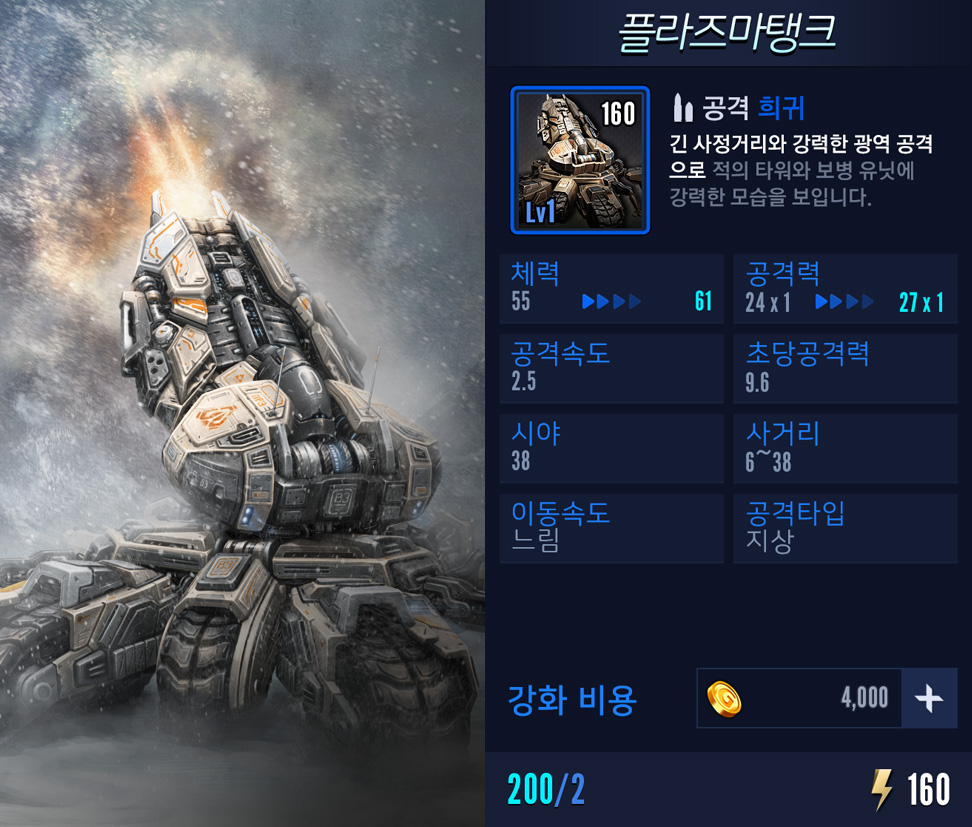 플라즈마탱크
160
Lv1
공격 희귀
긴 사정거리와 강력한 광역 공격
으로 적의 타워와 보병 유닛에
강력한 모습을 보입니다.
체력
55 61
공격력
24 x 1 27 x 1
공격속도
2.5
초당공격력
9.6
시야
38
사거리
6~38
이동속도
느림
공격타입
지상
강화 비용
4,000
200/2
160